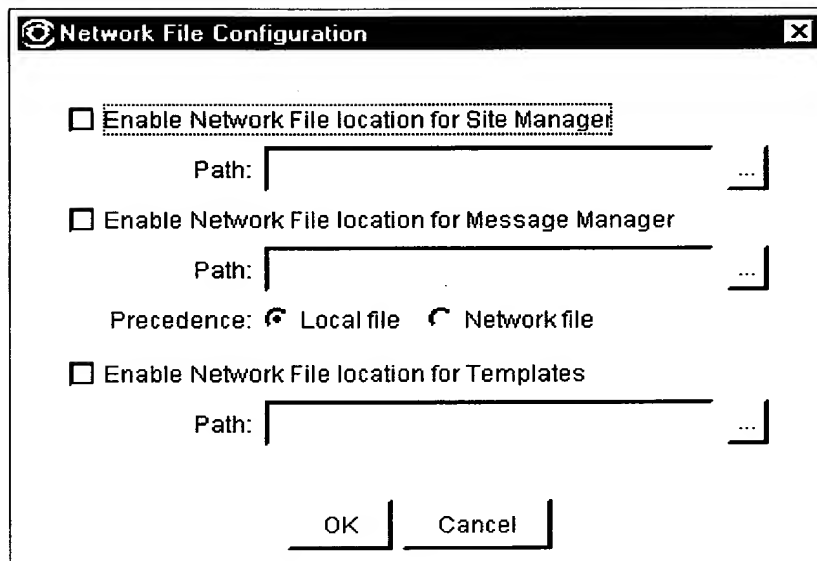 Network File Configuration
Enable Network File location for Site Manager
Path: ...
Enable Network File location for Message Manager
Path: ...
Precedence: Local file Network file
Enable Network File location for Templates
Path: ...
OK Cancel